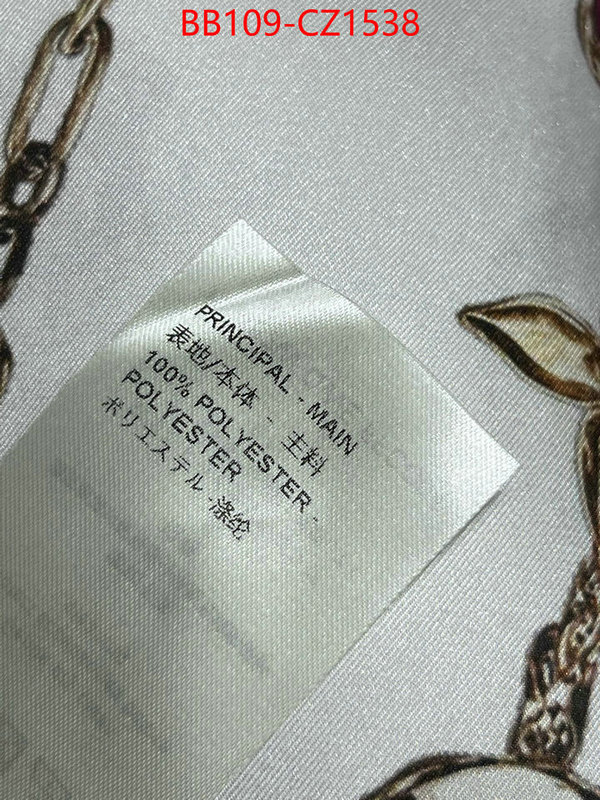 BB109-CZ1538
PRINCIPAL - MAIN
表地/本体 - 主料
100% POLYESTER -
POLYESTER
ポリエステル-涤纶